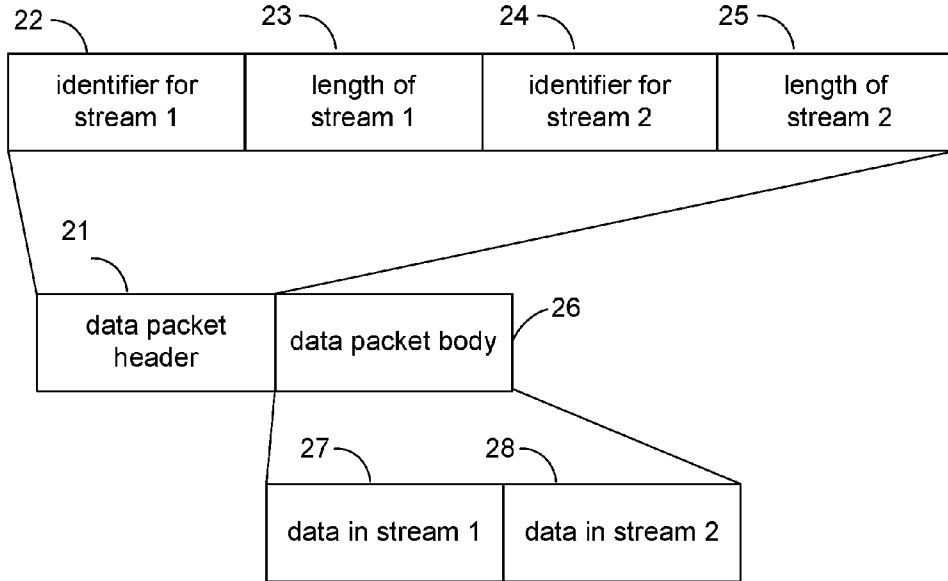 22
23
24
25
identifier for
stream 1
length of
stream 1
identifier for
stream 2
length of
stream 2
21
data packet
header
data packet body
26
27
28
data in stream 1
data in stream 2